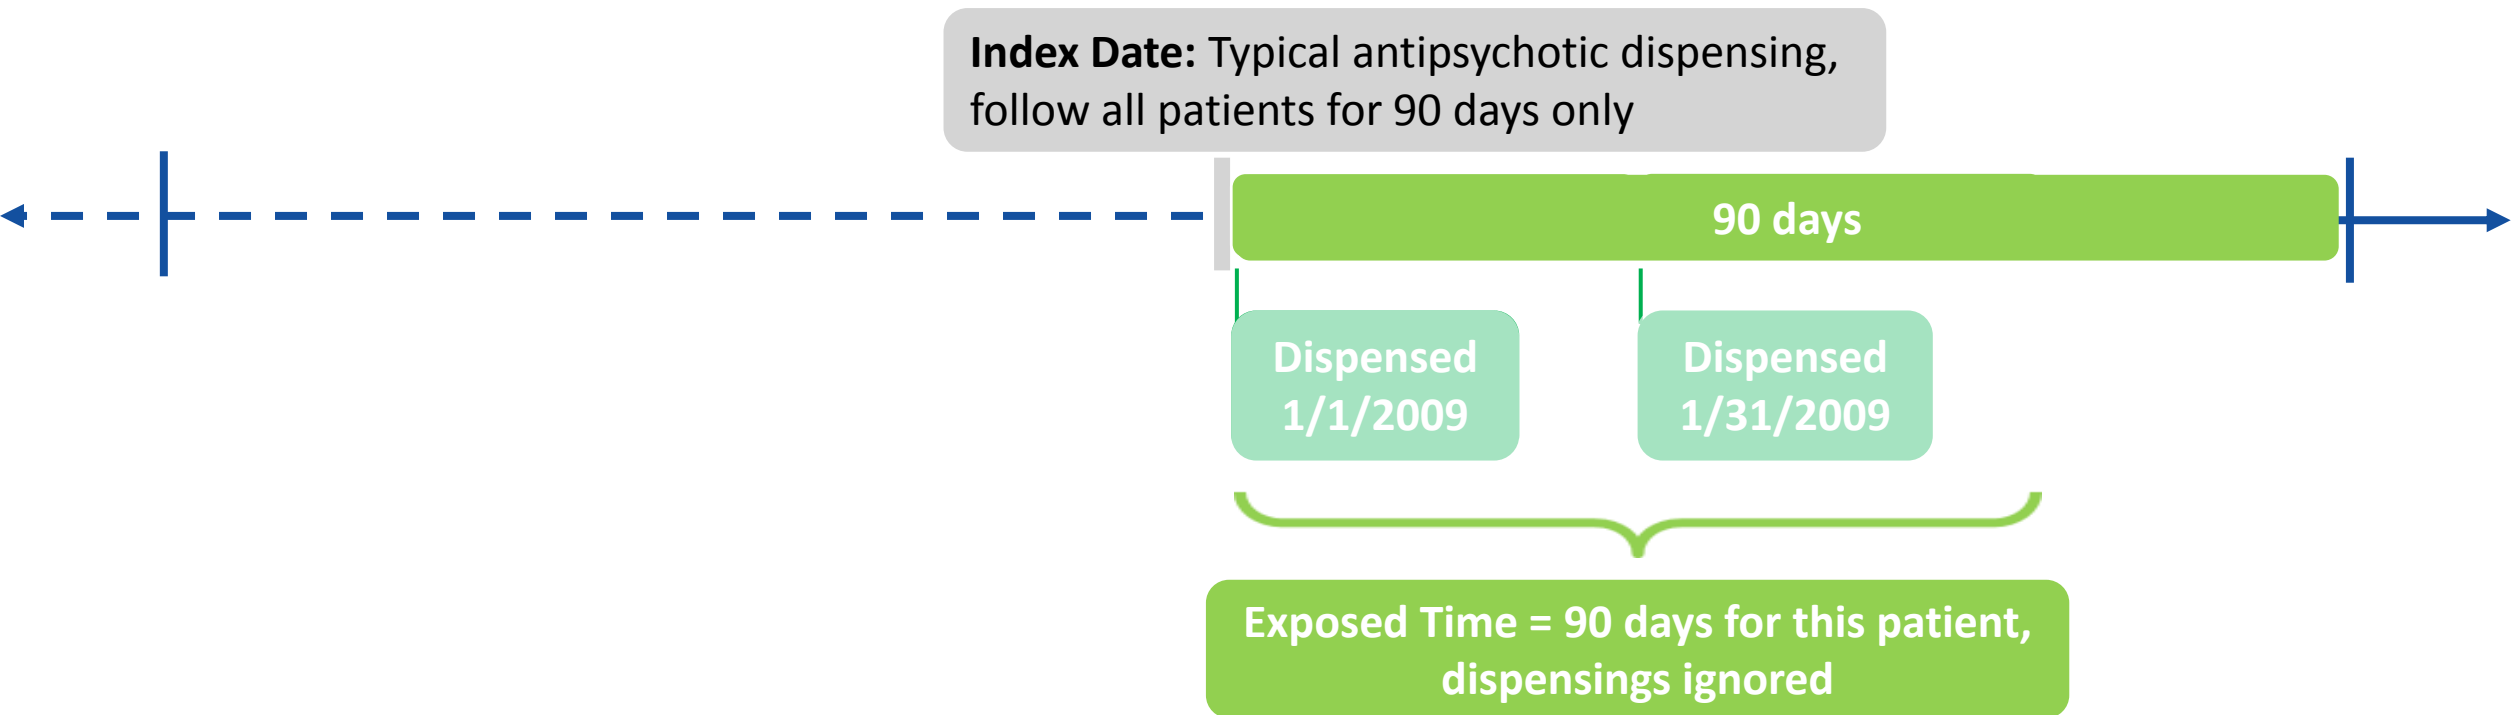 Index Date: Typical antipsychotic dispensing,
follow all patients for 90 days only
90 days
Dispensed
1/1/2009
Dispensed
1/31/2009
Exposed Time = 90 days for this patient,
dispensings ignored